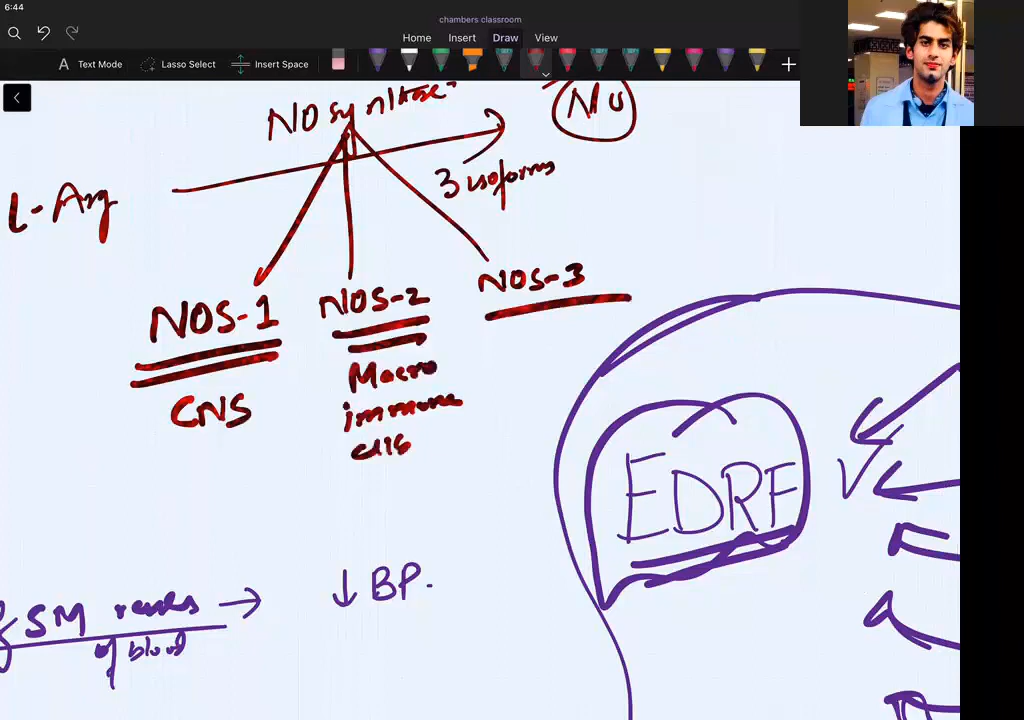 6:44
chambers classroom
Home Insert Draw View
Text Mode Lasso Select Insert Space
NO synthase
NO
L-Arg
3 isoforms
NOS-1 NOS-2 NOS-3
CNS
Macro
immune
cells
EDRF
SM → ↓ BP.
of blood